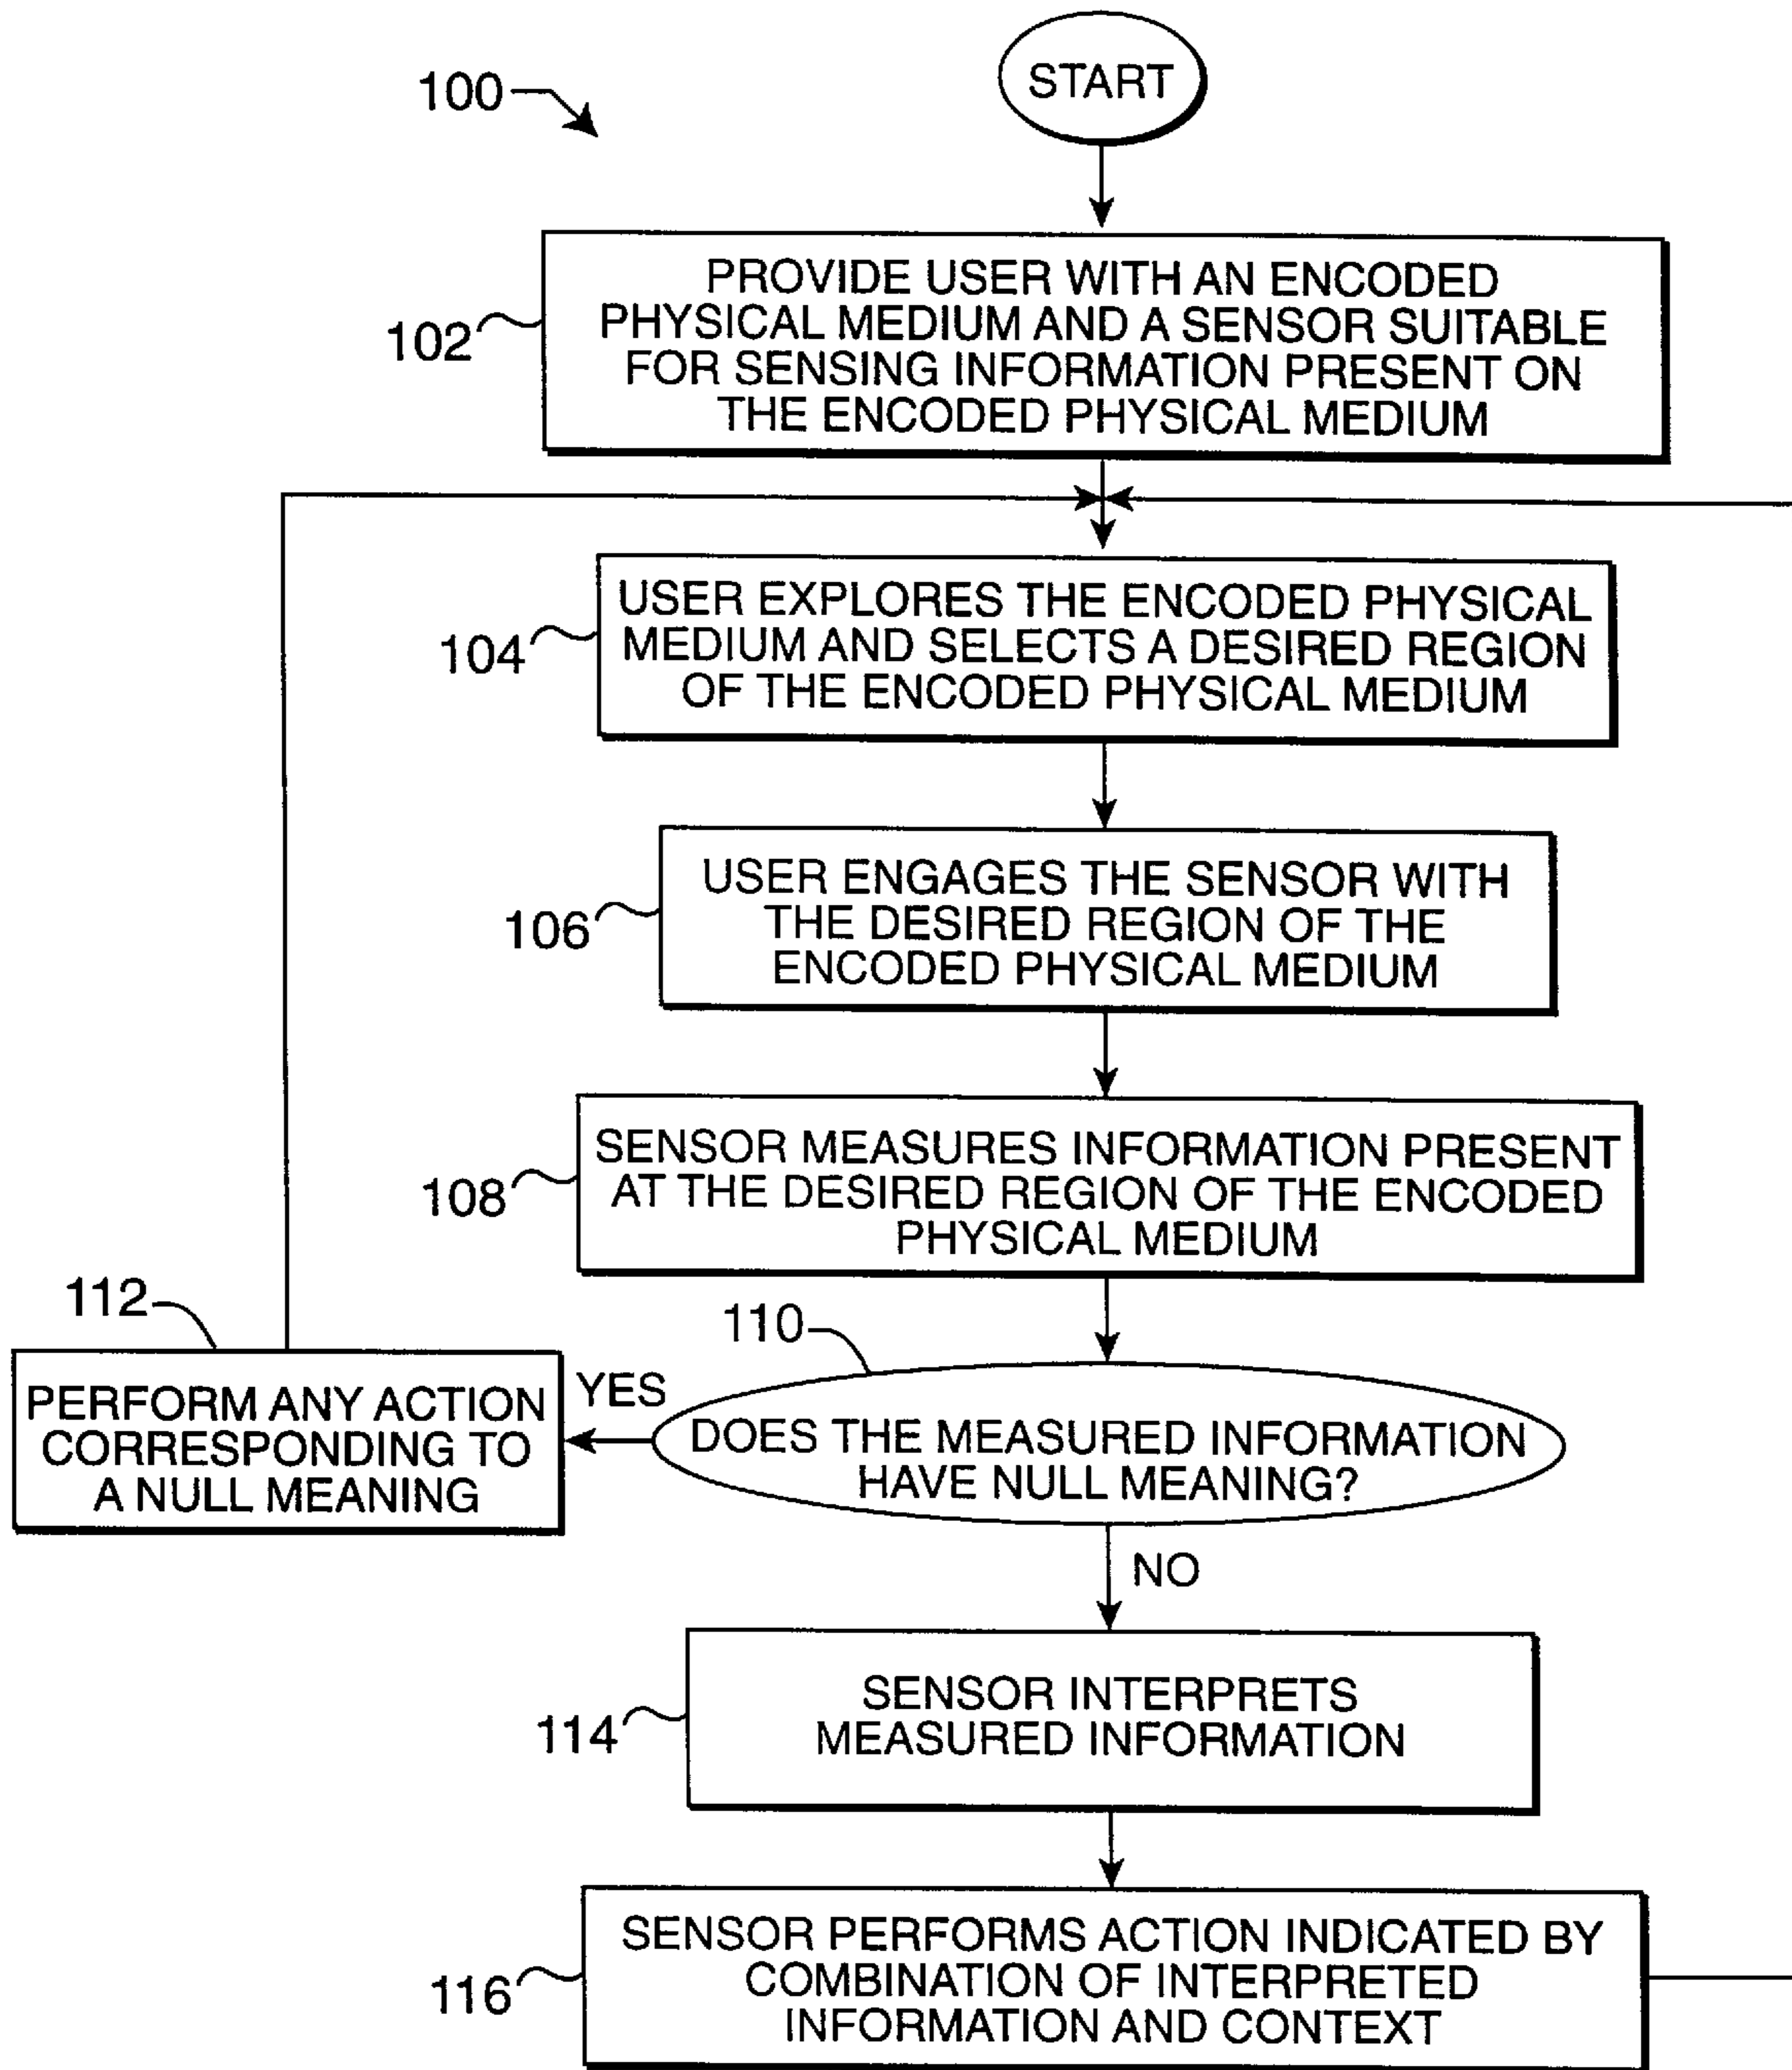 START
100
PROVIDE USER WITH AN ENCODED
PHYSICAL MEDIUM AND A SENSOR SUITABLE
FOR SENSING INFORMATION PRESENT ON
THE ENCODED PHYSICAL MEDIUM
102
USER EXPLORES THE ENCODED PHYSICAL
MEDIUM AND SELECTS A DESIRED REGION
OF THE ENCODED PHYSICAL MEDIUM
104
USER ENGAGES THE SENSOR WITH
THE DESIRED REGION OF THE
ENCODED PHYSICAL MEDIUM
106
SENSOR MEASURES INFORMATION PRESENT
AT THE DESIRED REGION OF THE ENCODED
PHYSICAL MEDIUM
108
112
110
PERFORM ANY ACTION
CORRESPONDING TO
A NULL MEANING
YES
DOES THE MEASURED INFORMATION
HAVE NULL MEANING?
NO
SENSOR INTERPRETS
MEASURED INFORMATION
114
SENSOR PERFORMS ACTION INDICATED BY
COMBINATION OF INTERPRETED
INFORMATION AND CONTEXT
116